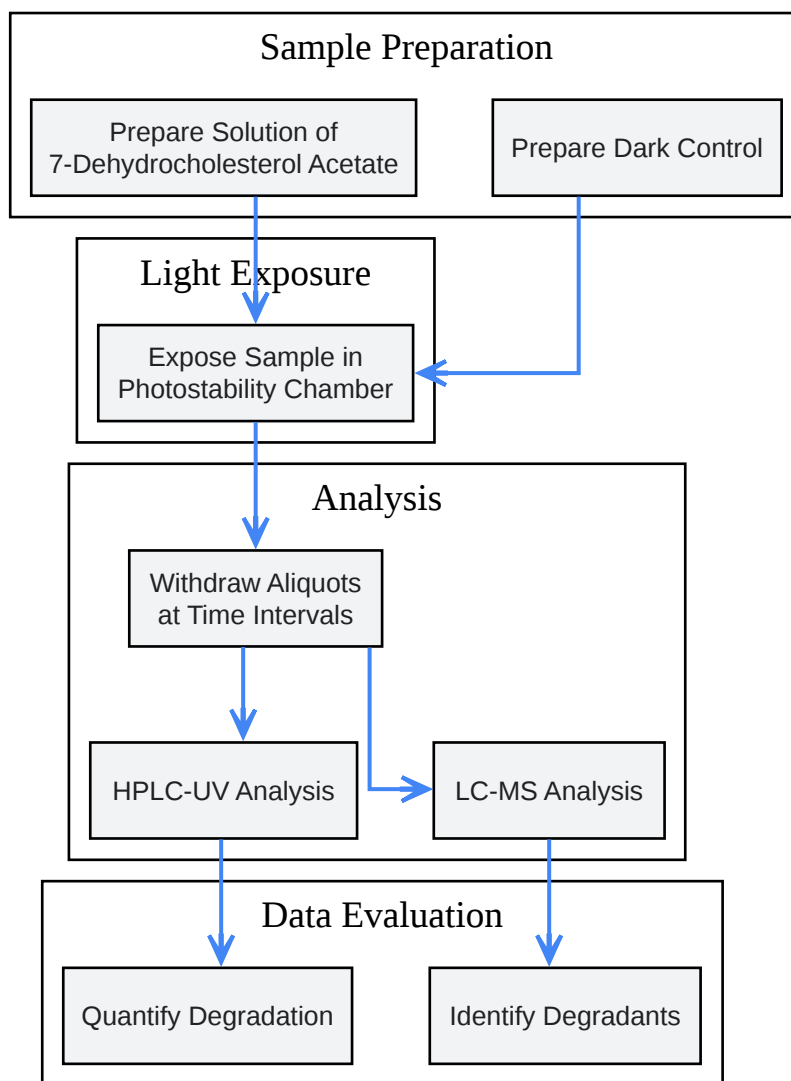 Sample Preparation
Prepare Solution of
7-Dehydrocholesterol Acetate
Prepare Dark Control
Light Exposure
Expose Sample in
Photostability Chamber
Analysis
Withdraw Aliquots
at Time Intervals
HPLC-UV Analysis
LC-MS Analysis
Data Evaluation
Quantify Degradation
Identify Degradants